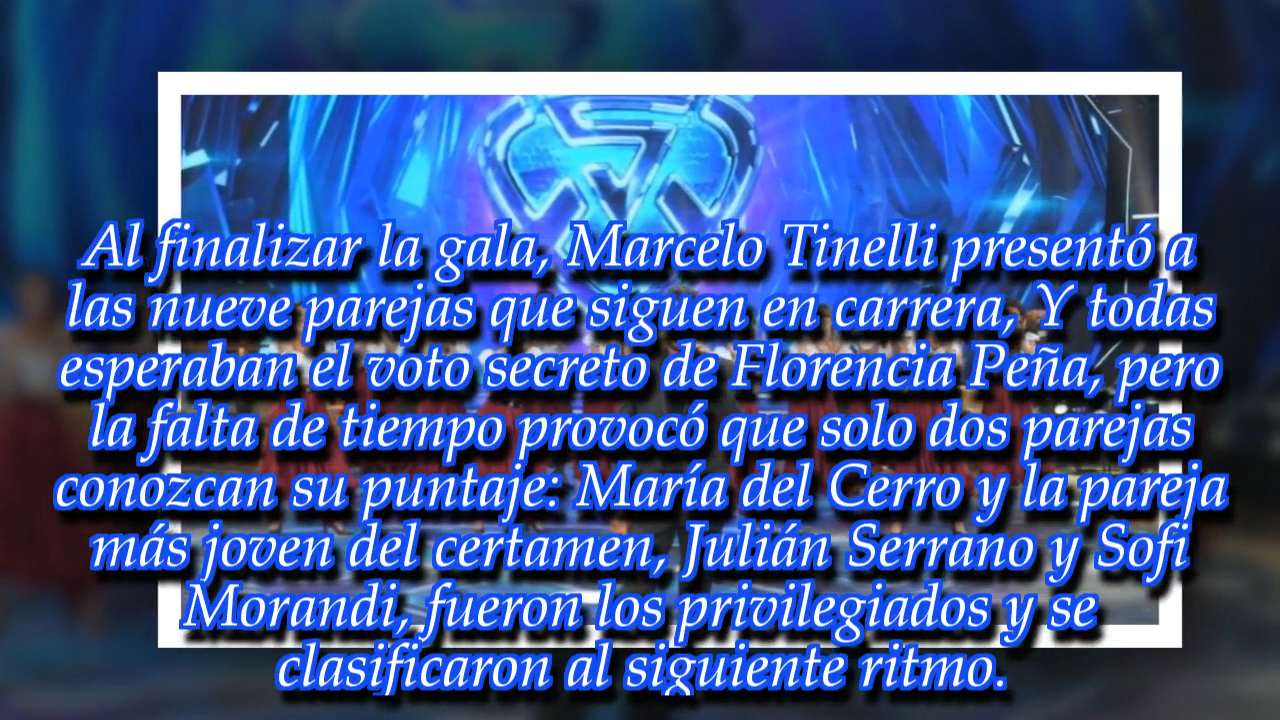 Al finalizar la gala, Marcelo Tinelli presentó a
las nueve parejas que siguen en carrera, Y todas
esperaban el voto secreto de Florencia Peña, pero
la falta de tiempo provocó que solo dos parejas
conozcan su puntaje: María del Cerro y la pareja
más joven del certamen, Julián Serrano y Sofi
Morandi, fueron los privilegiados y se
clasificaron al siguiente ritmo.